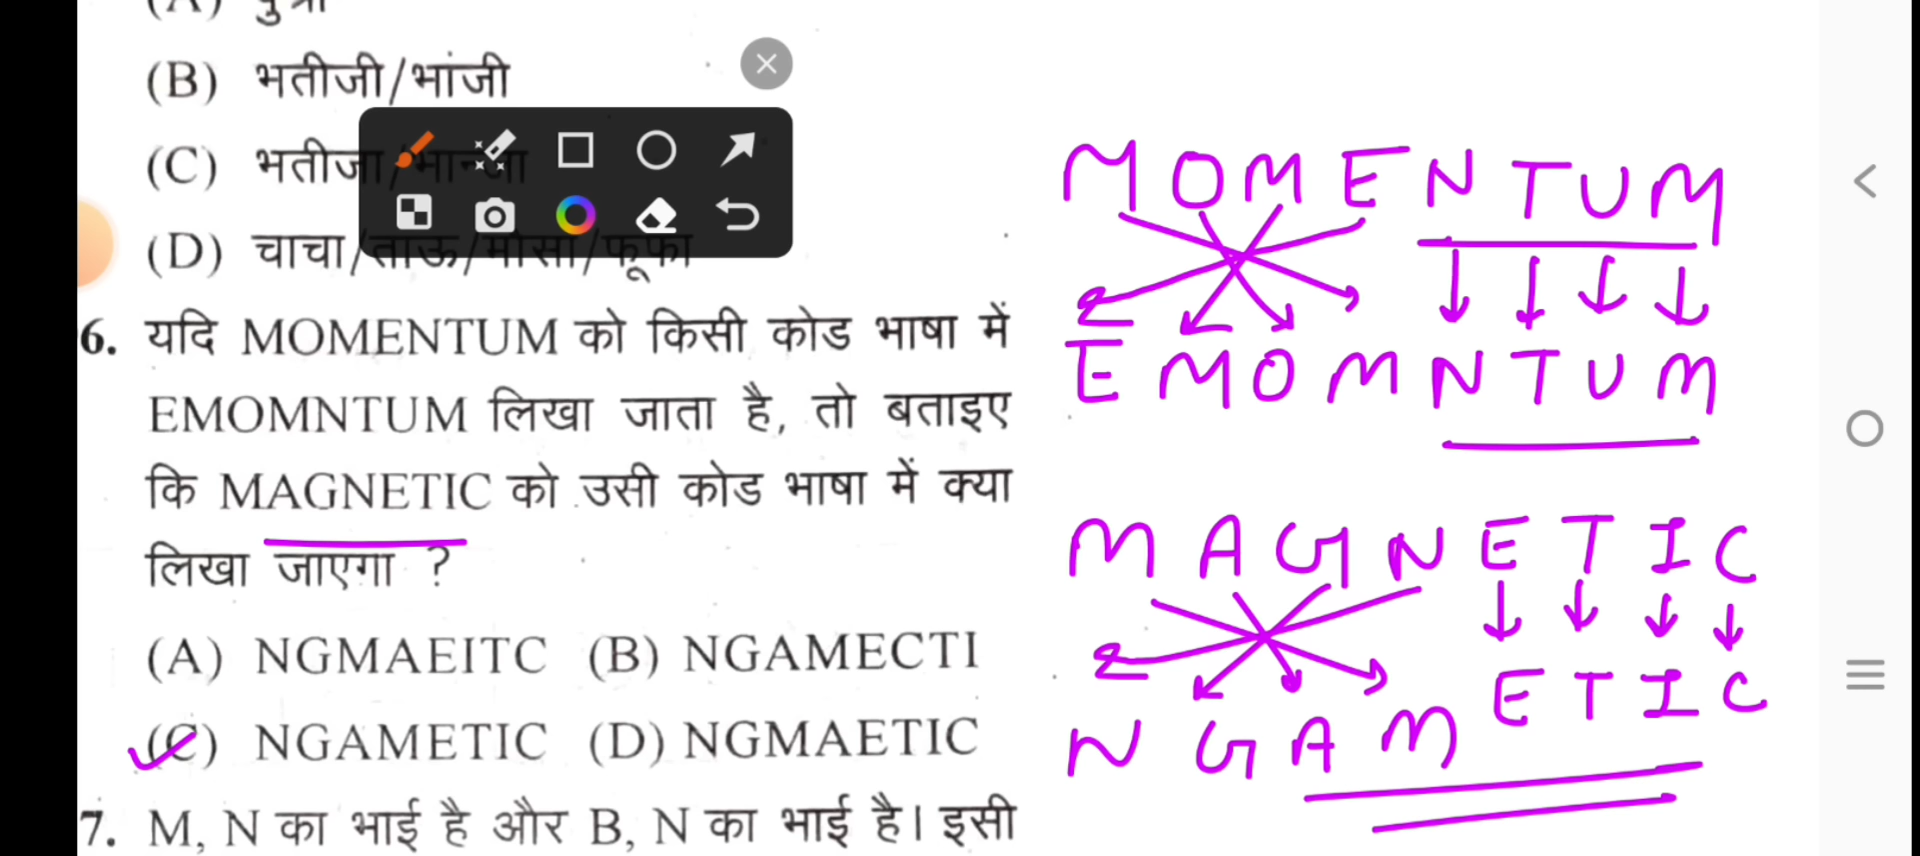 (B) भतीजी/भांजी
(C) भतीजा/भान्जा
(D) चाचा/ताऊ/मौसा/फूफा
6. यदि MOMENTUM को किसी कोड भाषा में
EMOMNTUM लिखा जाता है, तो बताइए
कि MAGNETIC को उसी कोड भाषा में क्या
लिखा जाएगा ?
(A) NGMAEITC (B) NGAMECTI
(C) NGAMETIC (D) NGMAETIC
7. M, N का भाई है और B, N का भाई है। इसी
MOMENTUM
EMOMNTUM
MAGNETIC
NGAMETIC